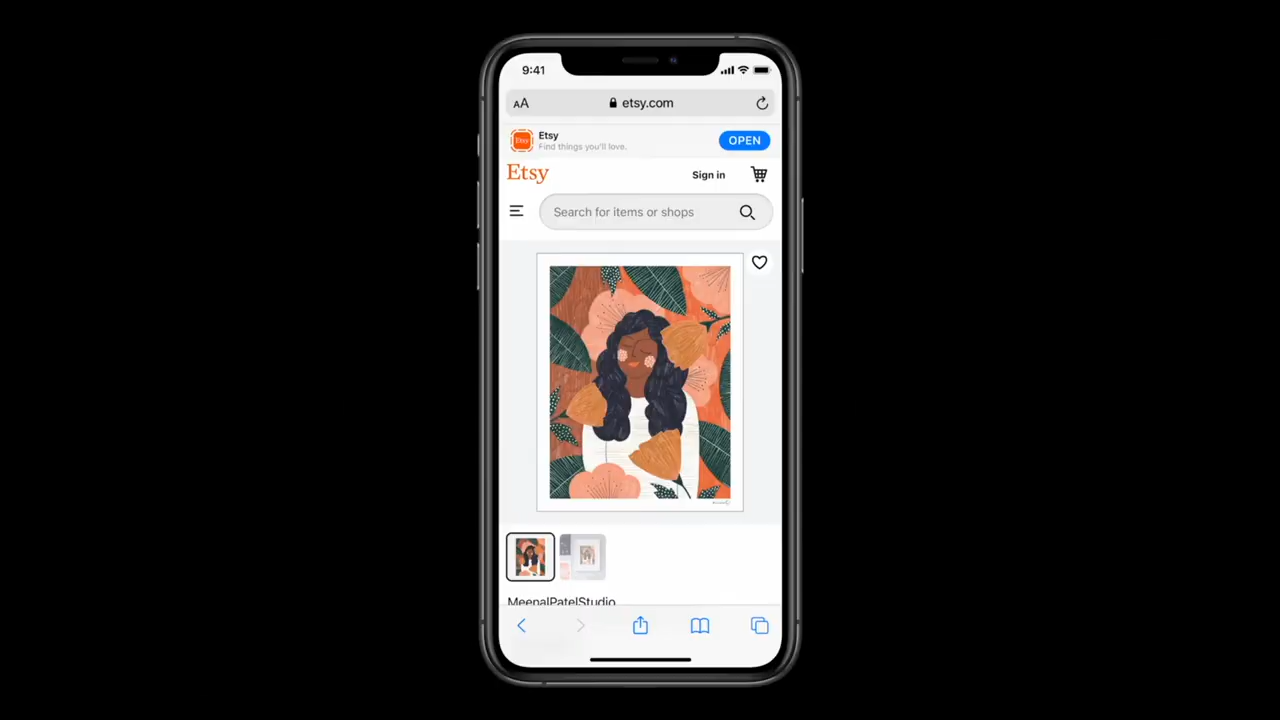 9:41
AA
etsy.com
Etsy
Etsy
Find things you'll love.
OPEN
Etsy
Sign in
Search for items or shops
MeenalPatelStudio